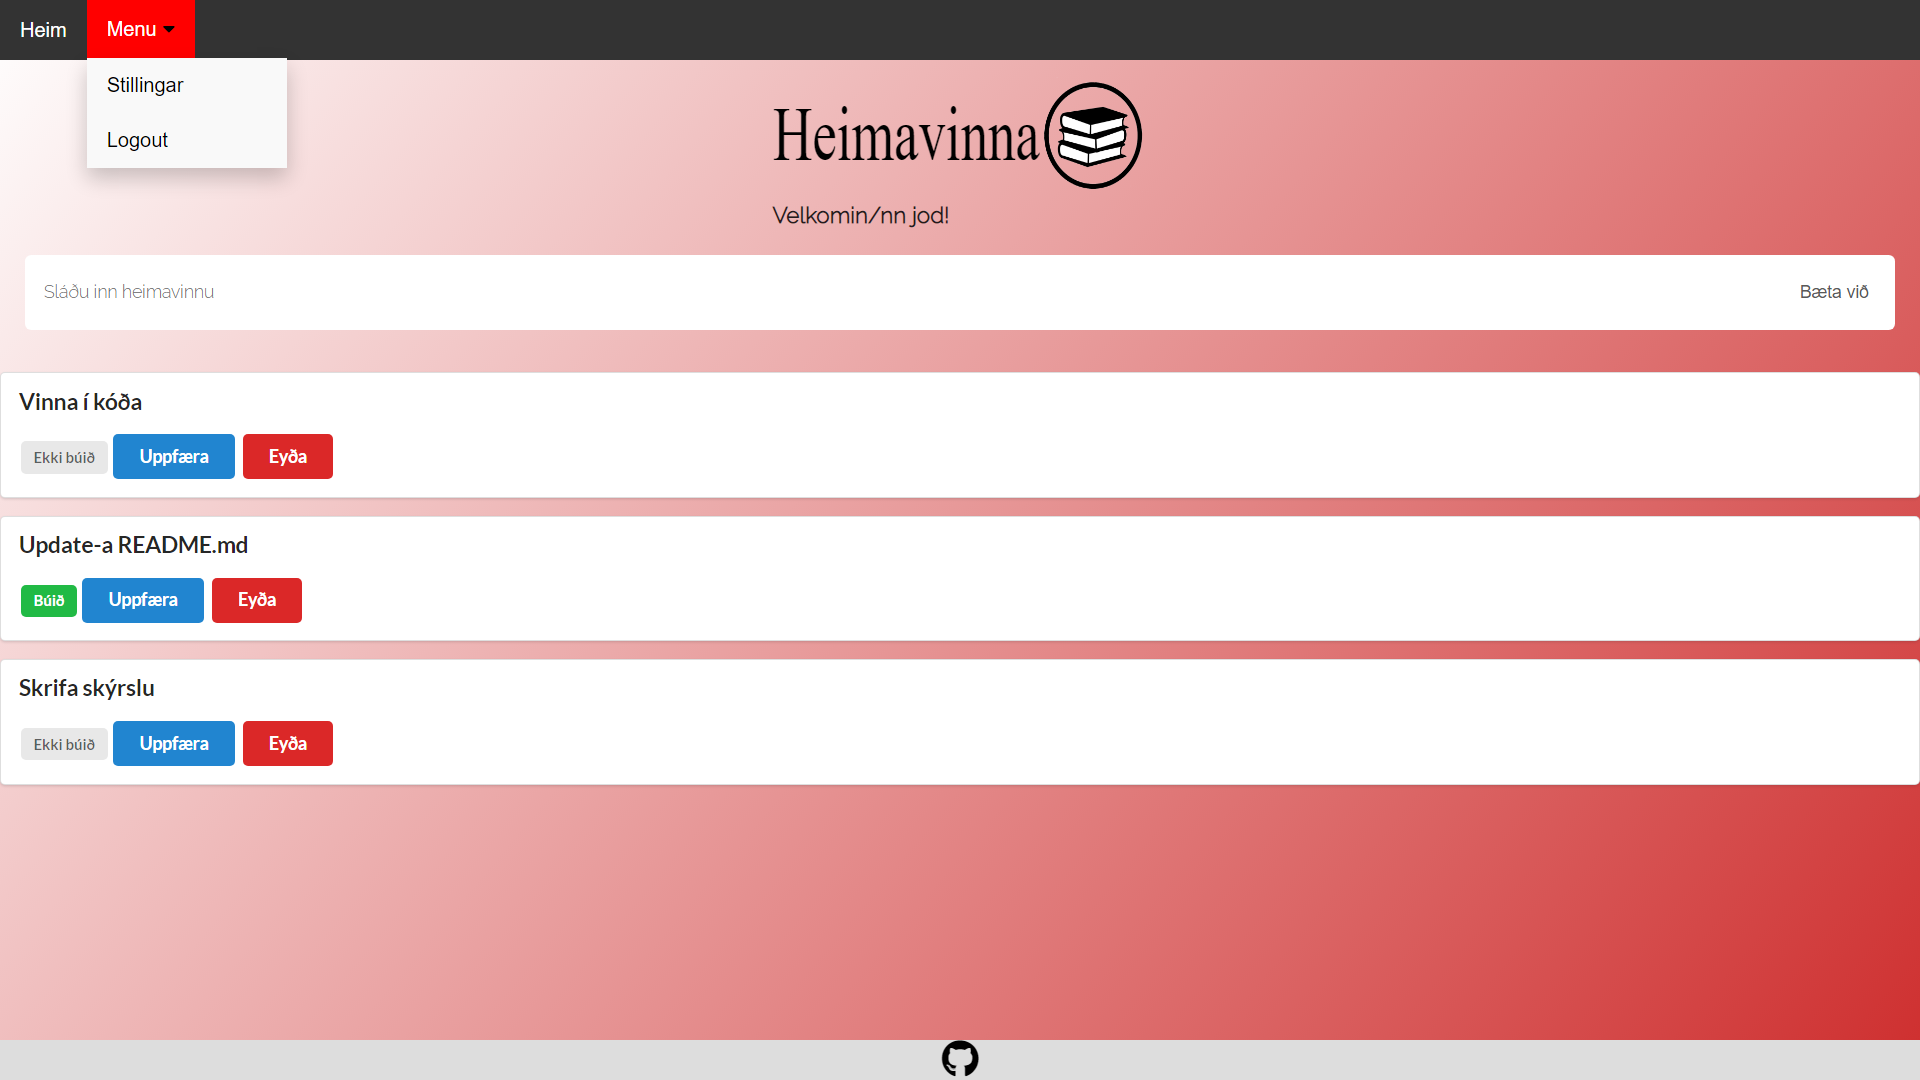 Heim
Menu
Stillingar
Logout
Heimavinna
Velkomin/nn jod!
Sláðu inn heimavinnu
Bæta við
Vinna í kóða
Ekki búið
Uppfæra
Eyða
Update-a README.md
Búið
Uppfæra
Eyða
Skrifa skýrslu
Ekki búið
Uppfæra
Eyða